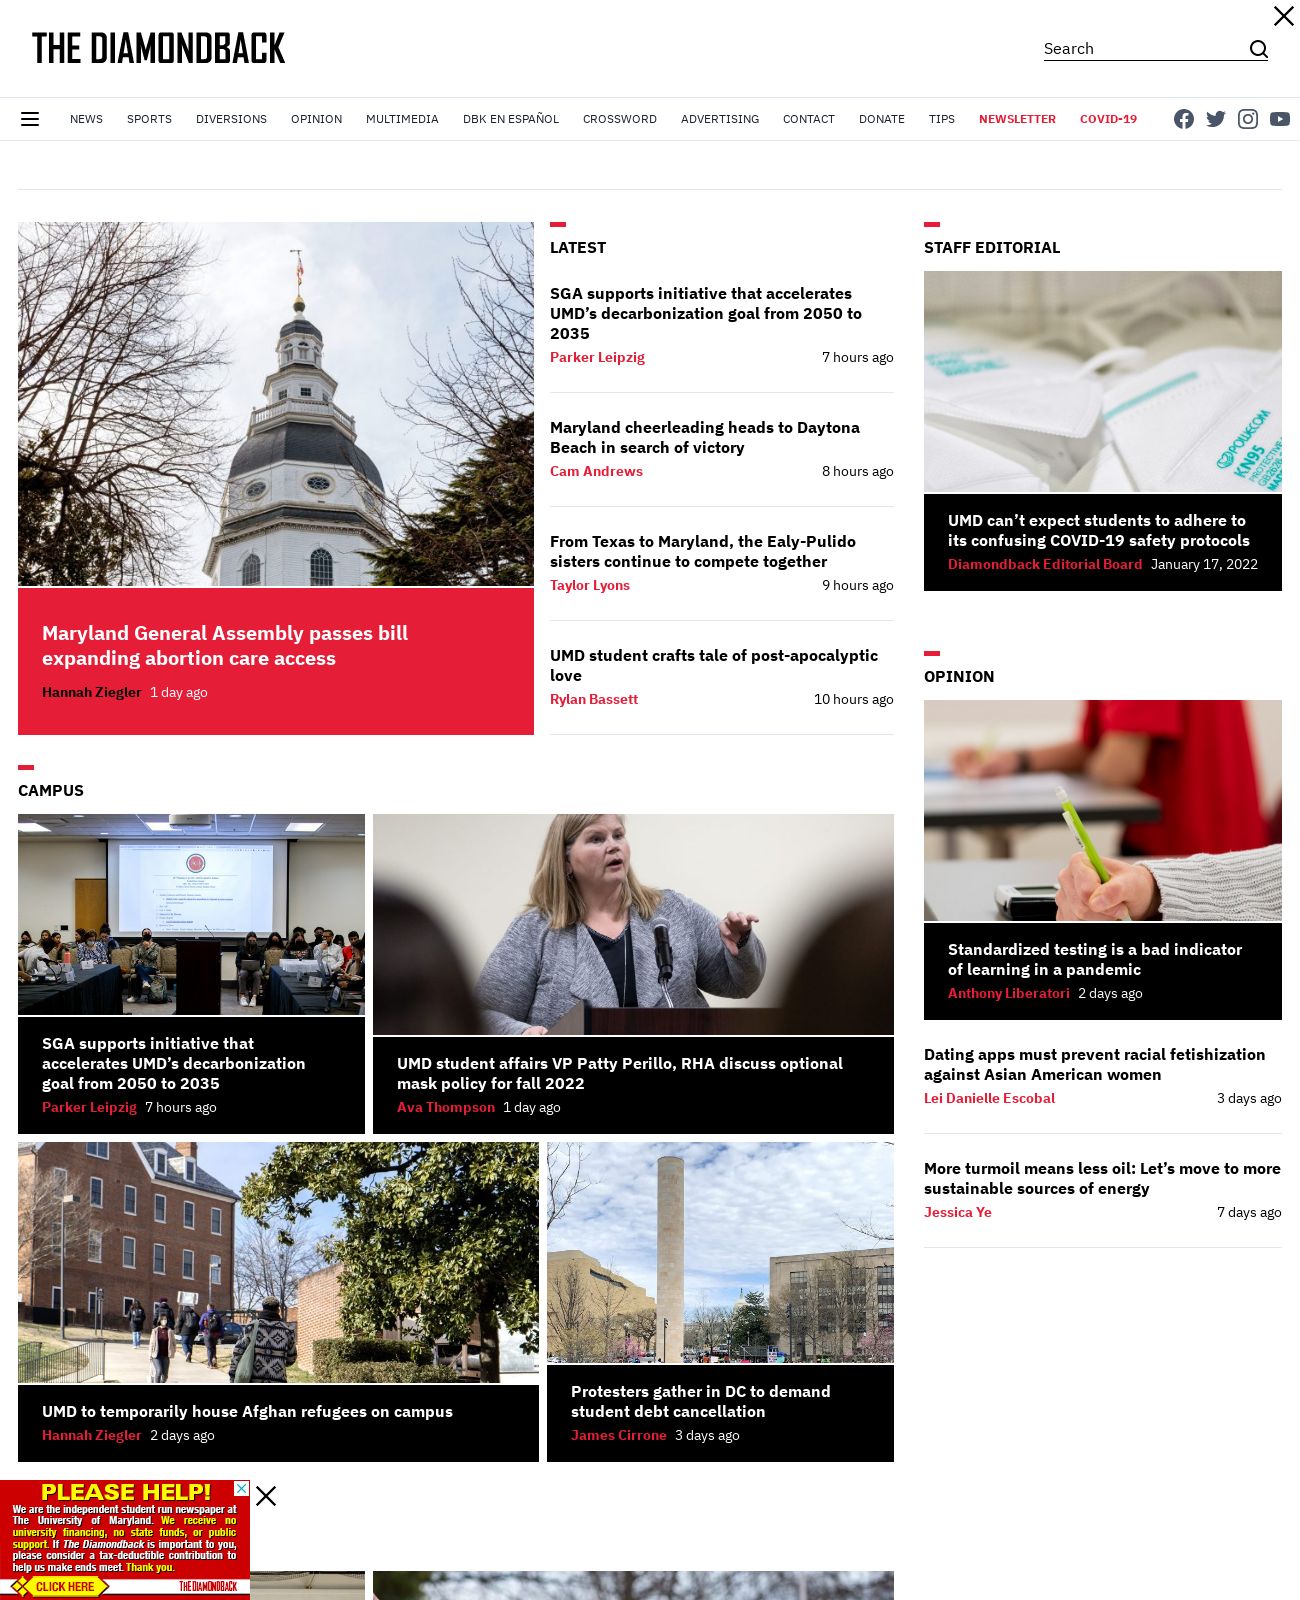 THE DIAMONDBACK
Search
NEWS SPORTS DIVERSIONS OPINION MULTIMEDIA DBK EN ESPAÑOL CROSSWORD ADVERTISING CONTACT DONATE TIPS NEWSLETTER COVID-19
Maryland General Assembly passes bill
expanding abortion care access
Hannah Ziegler 1 day ago
LATEST
SGA supports initiative that accelerates
UMD’s decarbonization goal from 2050 to
2035
Parker Leipzig 7 hours ago
Maryland cheerleading heads to Daytona
Beach in search of victory
Cam Andrews 8 hours ago
From Texas to Maryland, the Ealy-Pulido
sisters continue to compete together
Taylor Lyons 9 hours ago
UMD student crafts tale of post-apocalyptic
love
Rylan Bassett 10 hours ago
STAFF EDITORIAL
POWECOM
KN95
UMD can’t expect students to adhere to
its confusing COVID-19 safety protocols
Diamondback Editorial Board January 17, 2022
OPINION
Standardized testing is a bad indicator
of learning in a pandemic
Anthony Liberatori 2 days ago
Dating apps must prevent racial fetishization
against Asian American women
Lei Danielle Escobal 3 days ago
More turmoil means less oil: Let’s move to more
sustainable sources of energy
Jessica Ye 7 days ago
CAMPUS
SGA supports initiative that
accelerates UMD’s decarbonization
goal from 2050 to 2035
Parker Leipzig 7 hours ago
UMD student affairs VP Patty Perillo, RHA discuss optional
mask policy for fall 2022
Ava Thompson 1 day ago
UMD to temporarily house Afghan refugees on campus
Hannah Ziegler 2 days ago
Protesters gather in DC to demand
student debt cancellation
James Cirrone 3 days ago
PLEASE HELP!
We are the independent student run newspaper at
The University of Maryland. We receive no
university financing, no state funds, or public
support. If The Diamondback is important to you,
please consider a tax-deductible contribution to
help us make ends meet. Thank you.
CLICK HERE
THE DIAMONDBACK